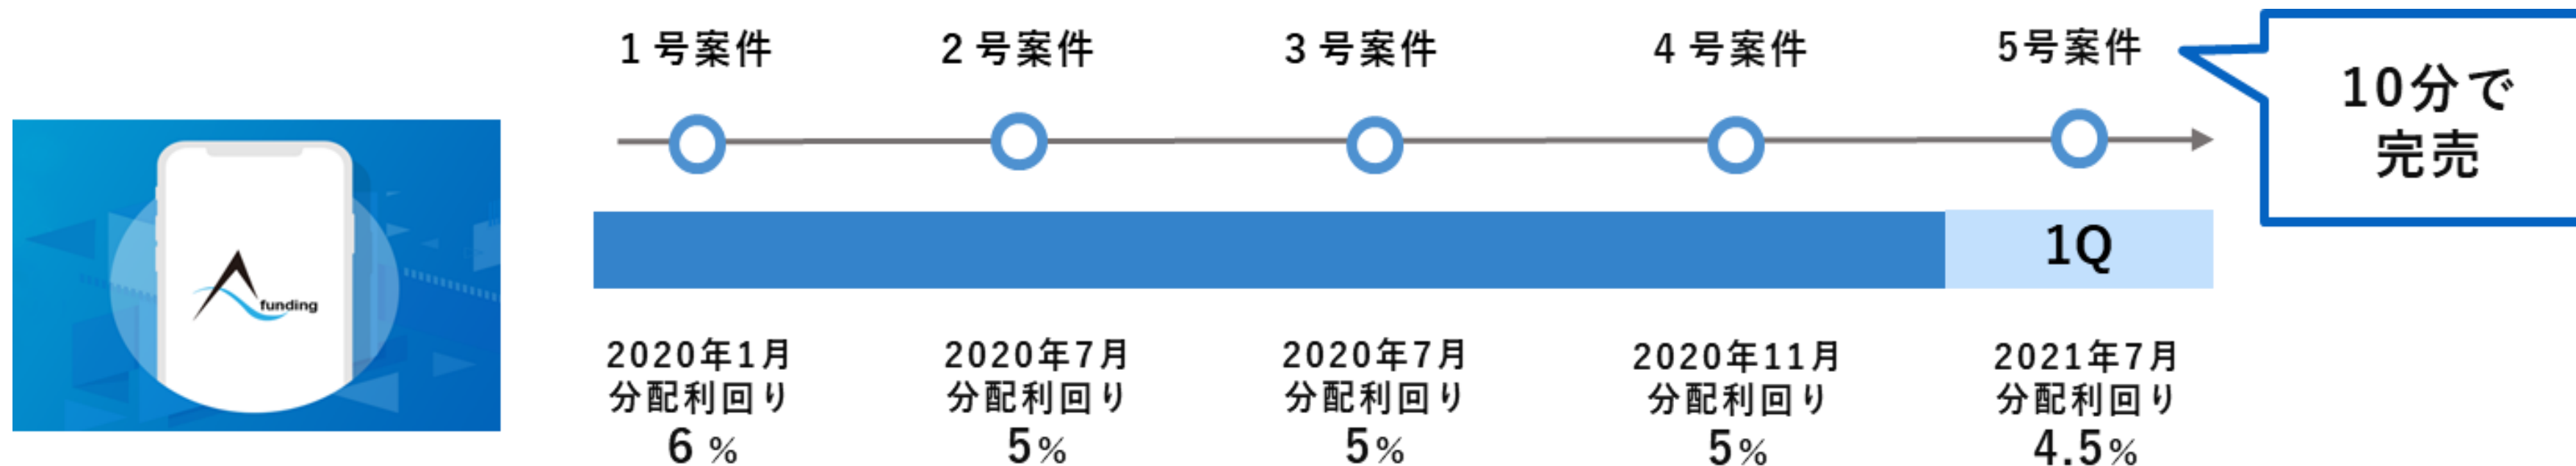 1号案件
2号案件
3号案件
4号案件
5号案件
10分で
完売
funding
1Q
2020年1月
分配利回り
6%
2020年7月
分配利回り
5%
2020年7月
分配利回り
5%
2020年11月
分配利回り
5%
2021年7月
分配利回り
4.5%